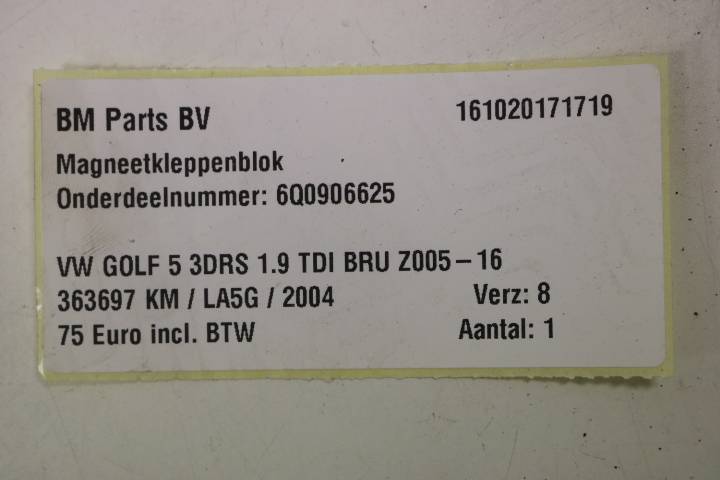 BM Parts BV 161020171719
Magneetkleppenblok
Onderdeelnummer: 6Q0906625
VW GOLF 5 3DRS 1.9 TDI BRU Z005-16
363697 KM / LA5G / 2004 Verz: 8
75 Euro incl. BTW Aantal: 1